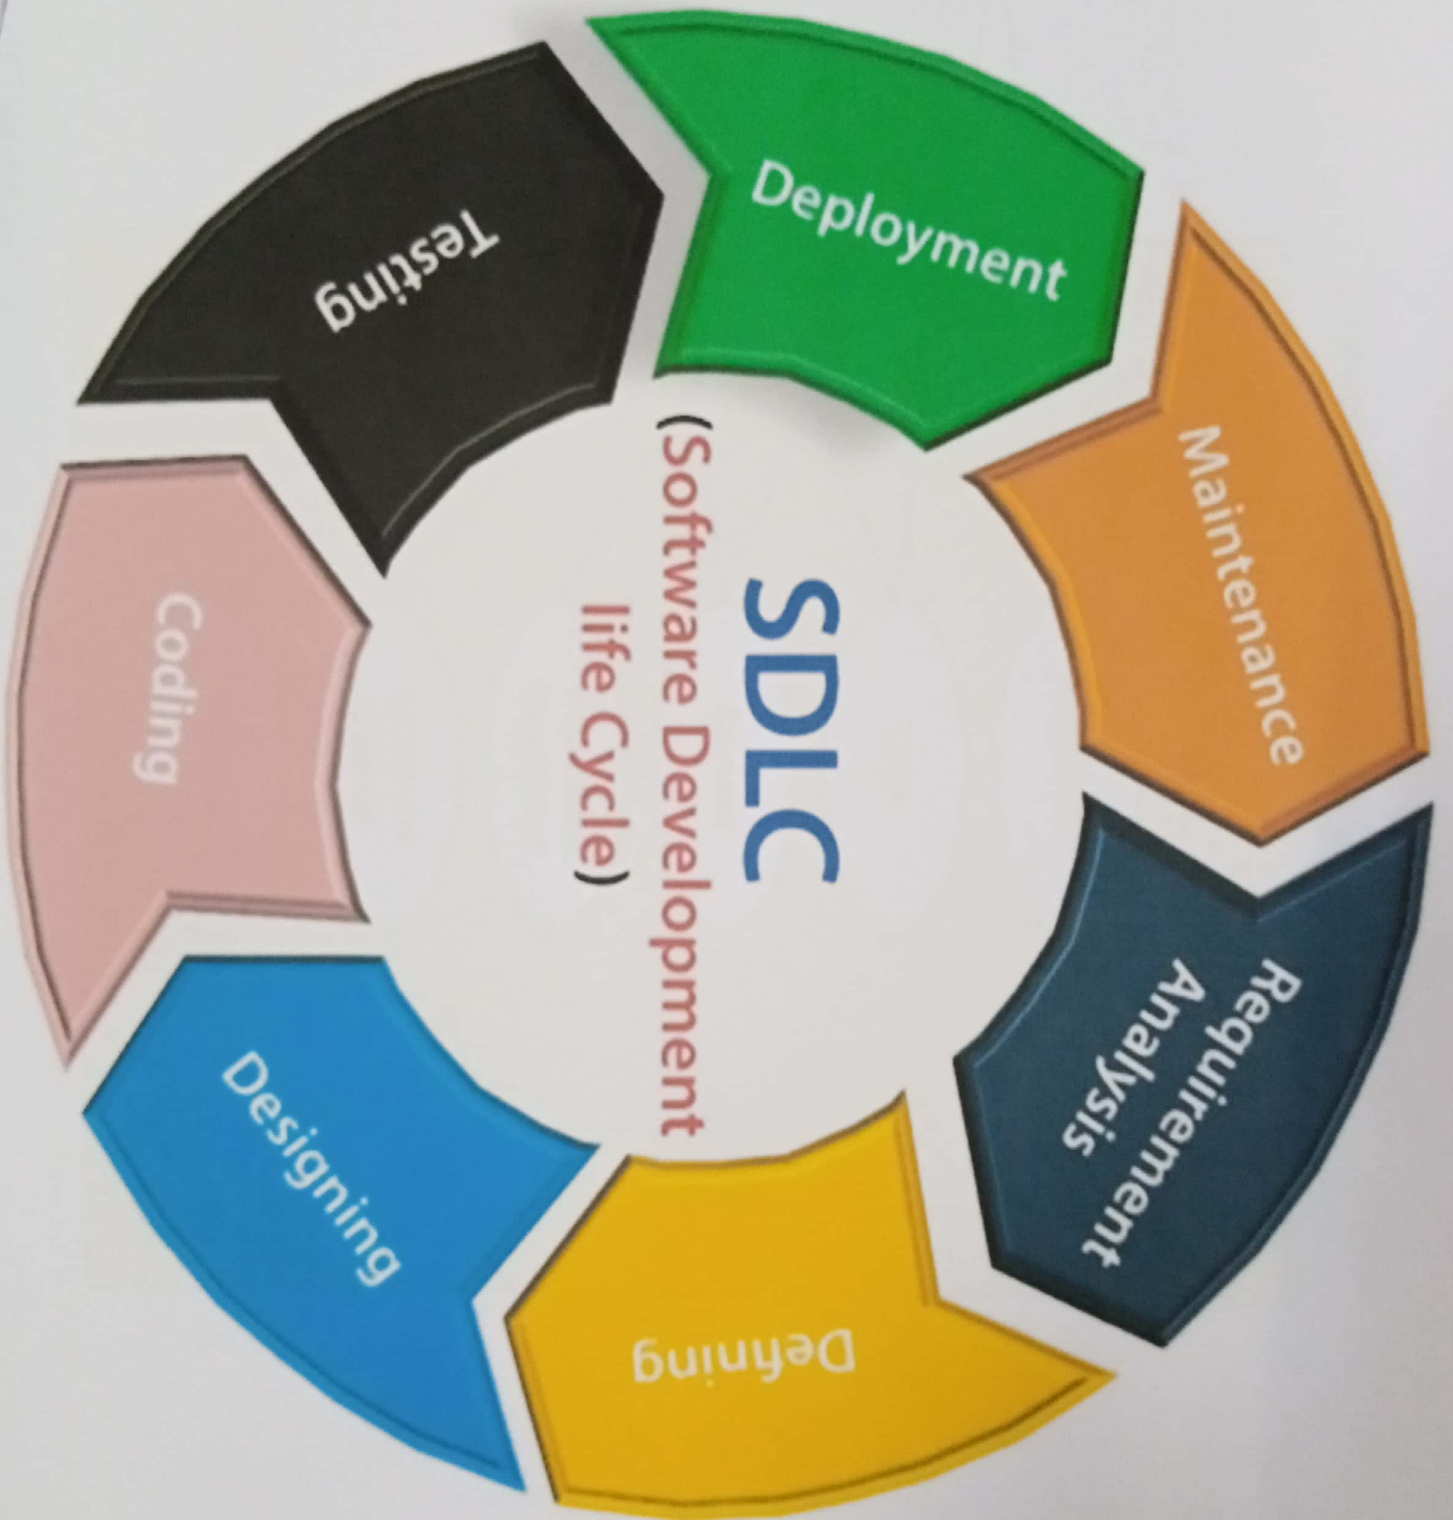 SDLC
(Software Development
life Cycle)
Requirement
Analysis
Defining
Designing
Coding
Testing
Deployment
Maintenance